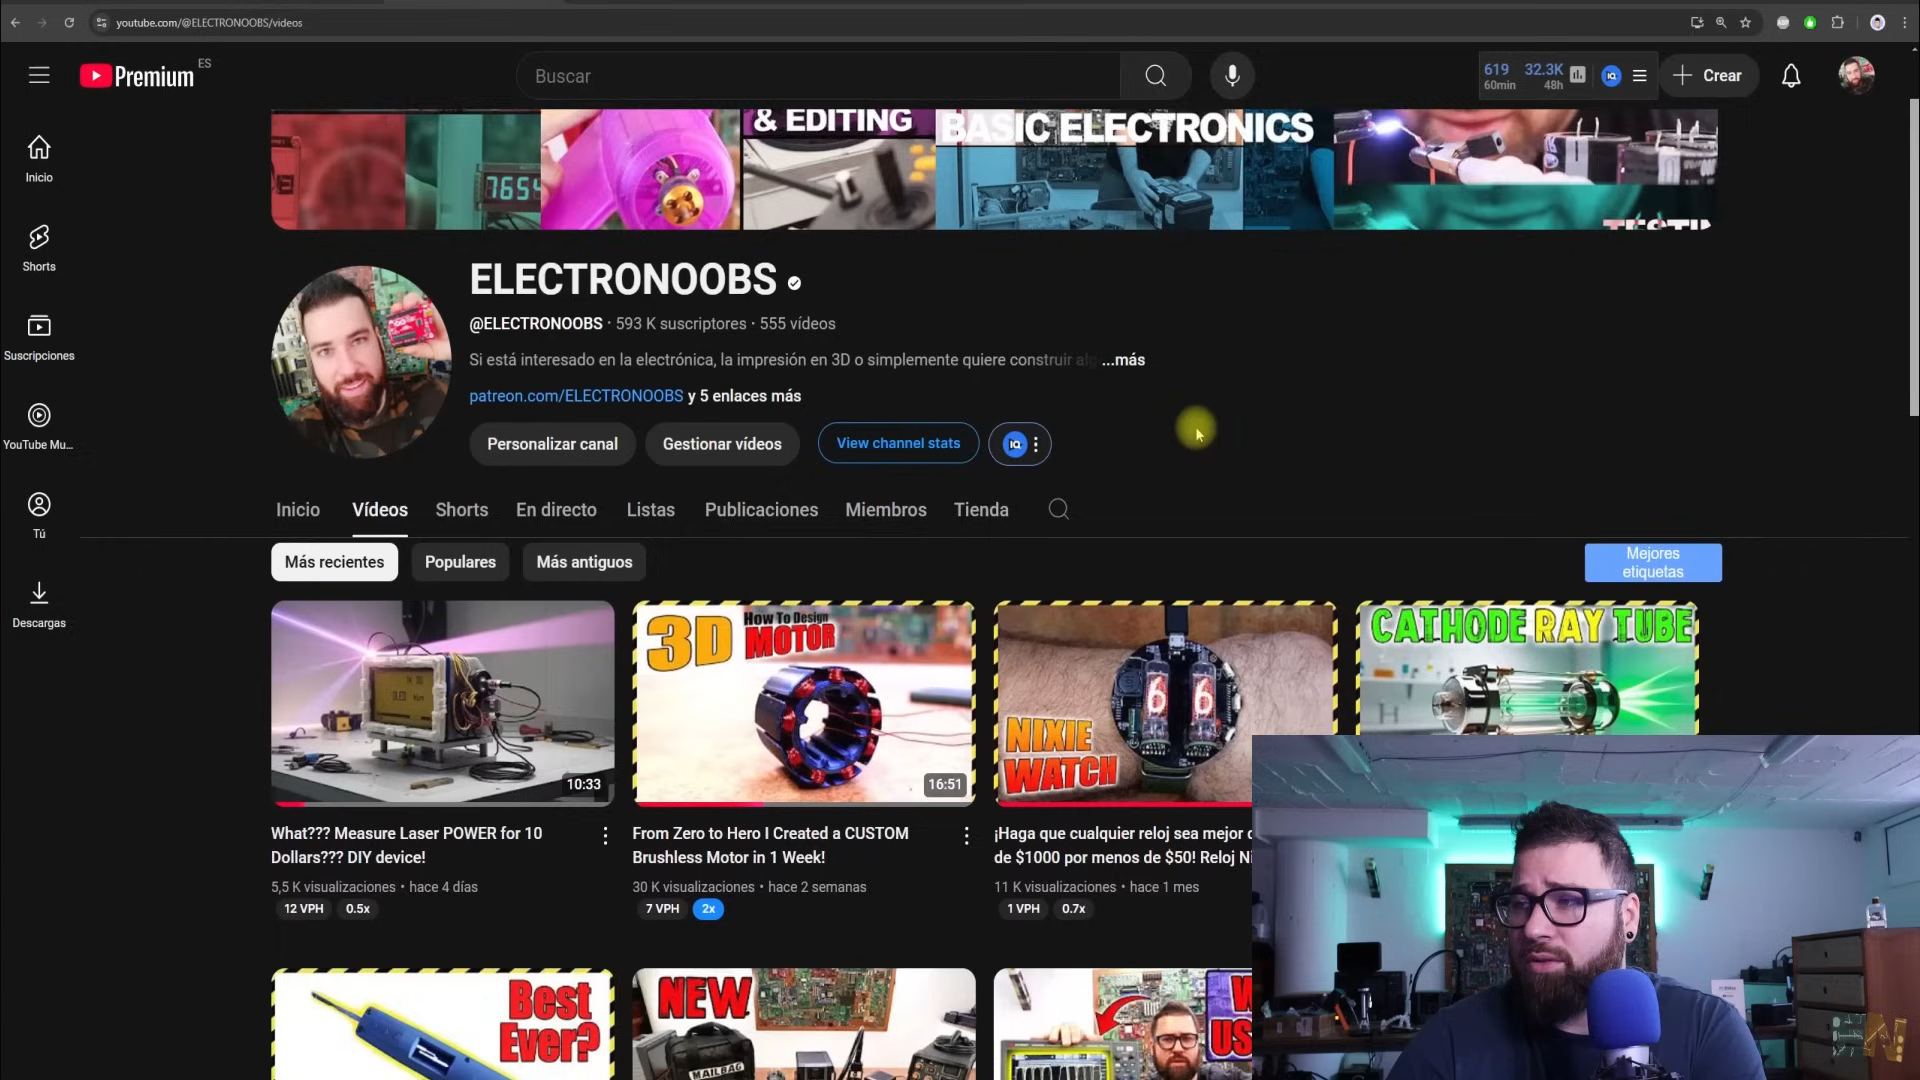 youtube.com/@ELECTRONOOBS/videos
Premium
ES
Buscar
619
60min
32.3K
48h
Crear
& EDITING
BASIC ELECTRONICS
Inicio
Shorts
Suscripciones
YouTube Mu...
Tú
Descargas
ELECTRONOOBS
@ELECTRONOOBS · 593 K suscriptores · 555 vídeos
Si está interesado en la electrónica, la impresión en 3D o simplemente quiere construir alg ...más
patreon.com/ELECTRONOOBS y 5 enlaces más
Personalizar canal
Gestionar vídeos
View channel stats
IQ
Inicio
Vídeos
Shorts
En directo
Listas
Publicaciones
Miembros
Tienda
Más recientes
Populares
Más antiguos
Mejores
etiquetas
10:33
What??? Measure Laser POWER for 10
Dollars??? DIY device!
5,5 K visualizaciones · hace 4 días
12 VPH
0.5x
3D
How To Design
MOTOR
16:51
From Zero to Hero I Created a CUSTOM
Brushless Motor in 1 Week!
30 K visualizaciones · hace 2 semanas
7 VPH
2x
66
NIXIE
WATCH
¡Haga que cualquier reloj sea mejor
de $1000 por menos de $50! Reloj Ni
11 K visualizaciones · hace 1 mes
1 VPH
0.7x
CATHODE RAY TUBE
Best
Ever?
NEW
MAILBAG
EN